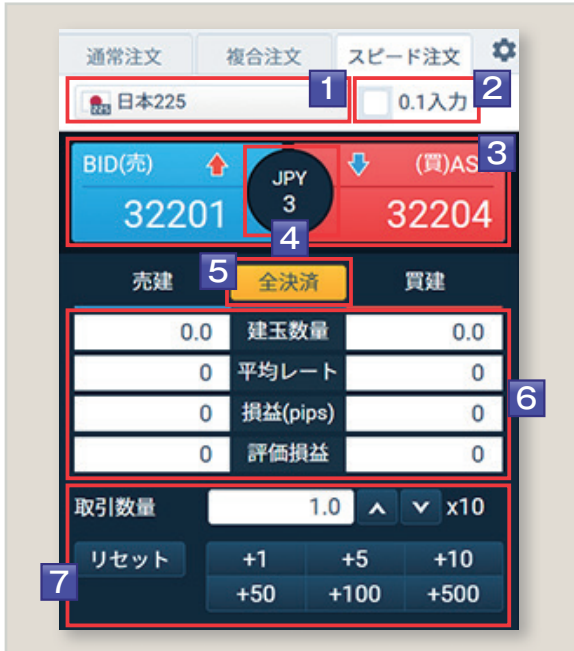 通常注文 複合注文 スピード注文
225 日本225 1 0.1入力 2
BID(売) JPY (買)AS 3
32201 3 32204
4
売建 5 全決済 買建
0.0 建玉数量 0.0
0 平均レート 0
6
0 損益(pips) 0
0 評価損益 0
取引数量 1.0 x10
リセット +1 +5 +10
7
+50 +100 +500